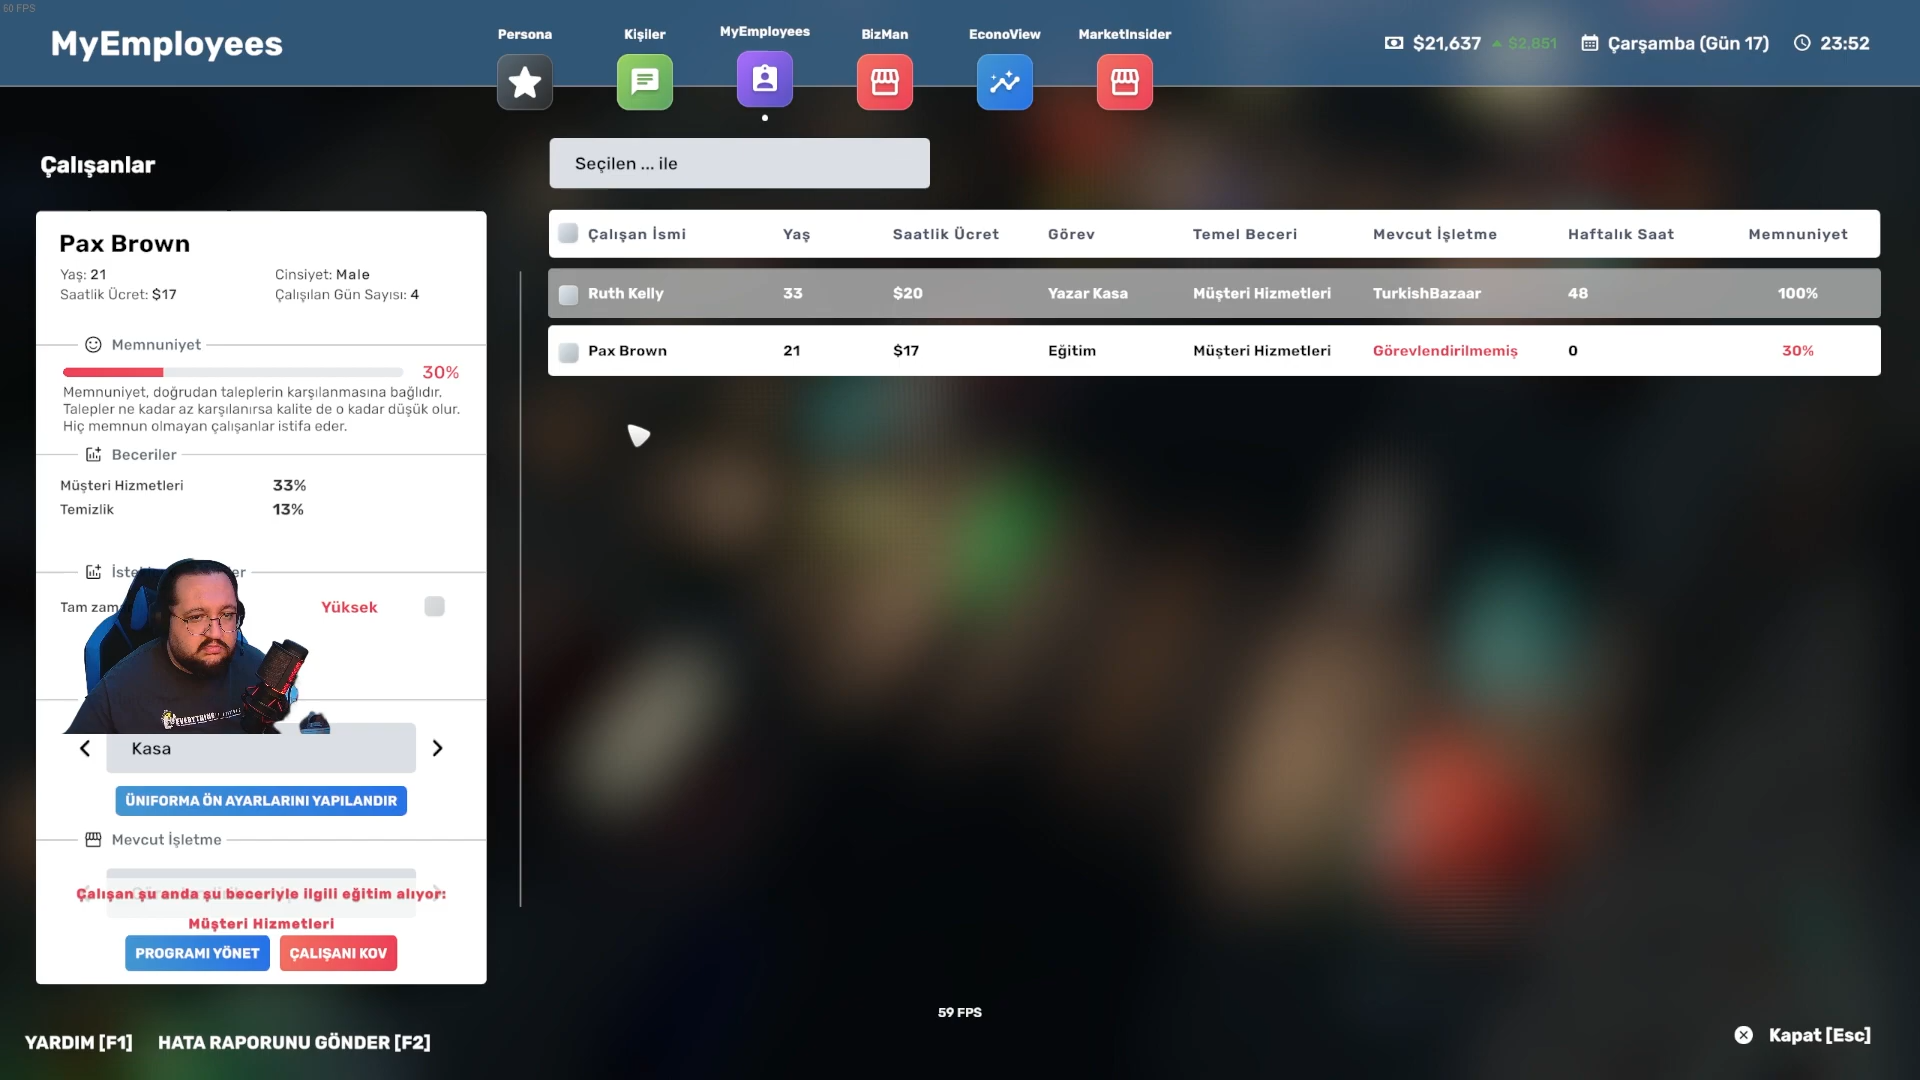 60 FPS
MyEmployees
Persona
Kişiler
MyEmployees
BizMan
EconoView
MarketInsider
$21,637 $2,851 Çarşamba (Gün 17) 23:52
Çalışanlar
Seçilen ... ile
Çalışan İsmi Yaş Saatlik Ücret Görev Temel Beceri Mevcut İşletme Haftalık Saat Memnuniyet
Ruth Kelly 33 $20 Yazar Kasa Müşteri Hizmetleri TurkishBazaar 48 100%
Pax Brown 21 $17 Eğitim Müşteri Hizmetleri Görevlendirilmemiş 0 30%
Pax Brown
Yaş: 21 Cinsiyet: Male
Saatlik Ücret: $17 Çalışılan Gün Sayısı: 4
Memnuniyet
30%
Memnuniyet, doğrudan taleplerin karşılanmasına bağlıdır.
Talepler ne kadar az karşılanırsa kalite de o kadar düşük olur.
Hiç memnun olmayan çalışanlar istifa eder.
Beceriler
Müşteri Hizmetleri 33%
Temizlik 13%
Tam Yüksek
Kasa
ÜNIFORMA ÖN AYARLARINI YAPILANDIR
Mevcut İşletme
Çalışan şu anda şu beceriyle ilgili eğitim alıyor:
Müşteri Hizmetleri
PROGRAMI YÖNET ÇALIŞANI KOV
59 FPS
YARDIM [F1] HATA RAPORUNU GÖNDER [F2]
Kapat [Esc]